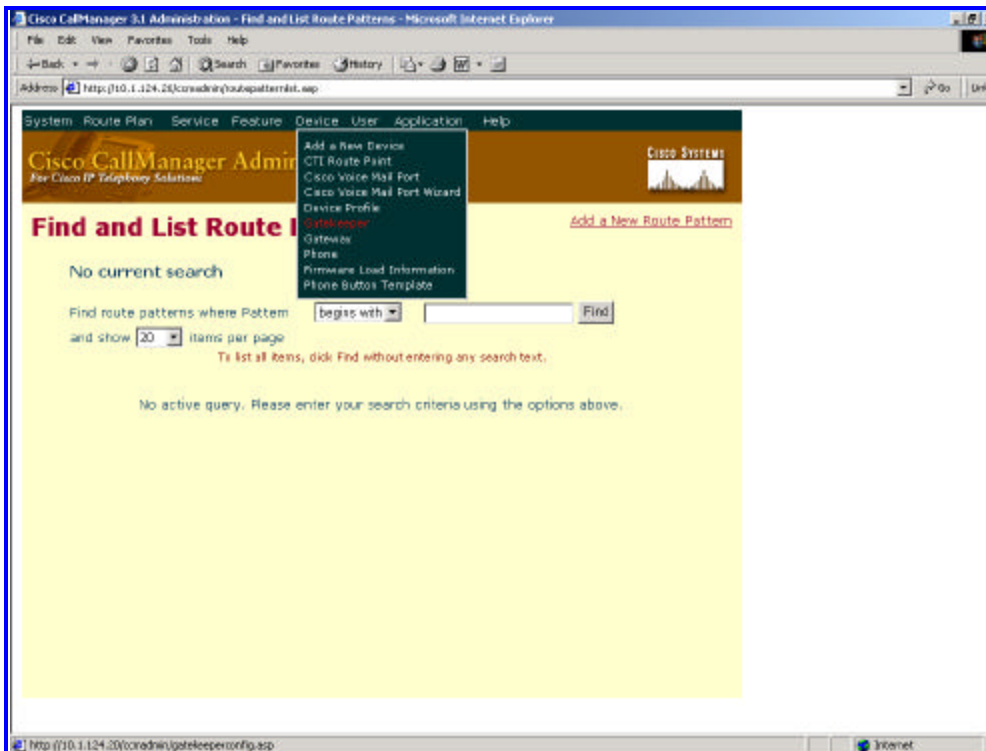 Cisco CallManager 3.1 Administration - Find and List Route Patterns - Microsoft Internet Explorer
File Edit View Favorites Tools Help
Back Search Favorites History
Address http://10.1.124.20/ccmadmin/routepatternlist.asp Go
System Route Plan Service Feature Device User Application Help
Cisco CallManager Admin
For Cisco IP Telephony Solutions
CISCO SYSTEMS
Add a New Device
CTI Route Point
Cisco Voice Mail Port
Cisco Voice Mail Port Wizard
Device Profile
Gatekeeper
Gateway
Phone
Firmware Load Information
Phone Button Template
Find and List Route
Add a New Route Pattern
No current search
Find route patterns where Pattern begins with Find
and show 20 items per page
To list all items, click Find without entering any search text.
No active query. Please enter your search criteria using the options above.
http://10.1.124.20/ccmadmin/gatekeeperconfig.asp Internet